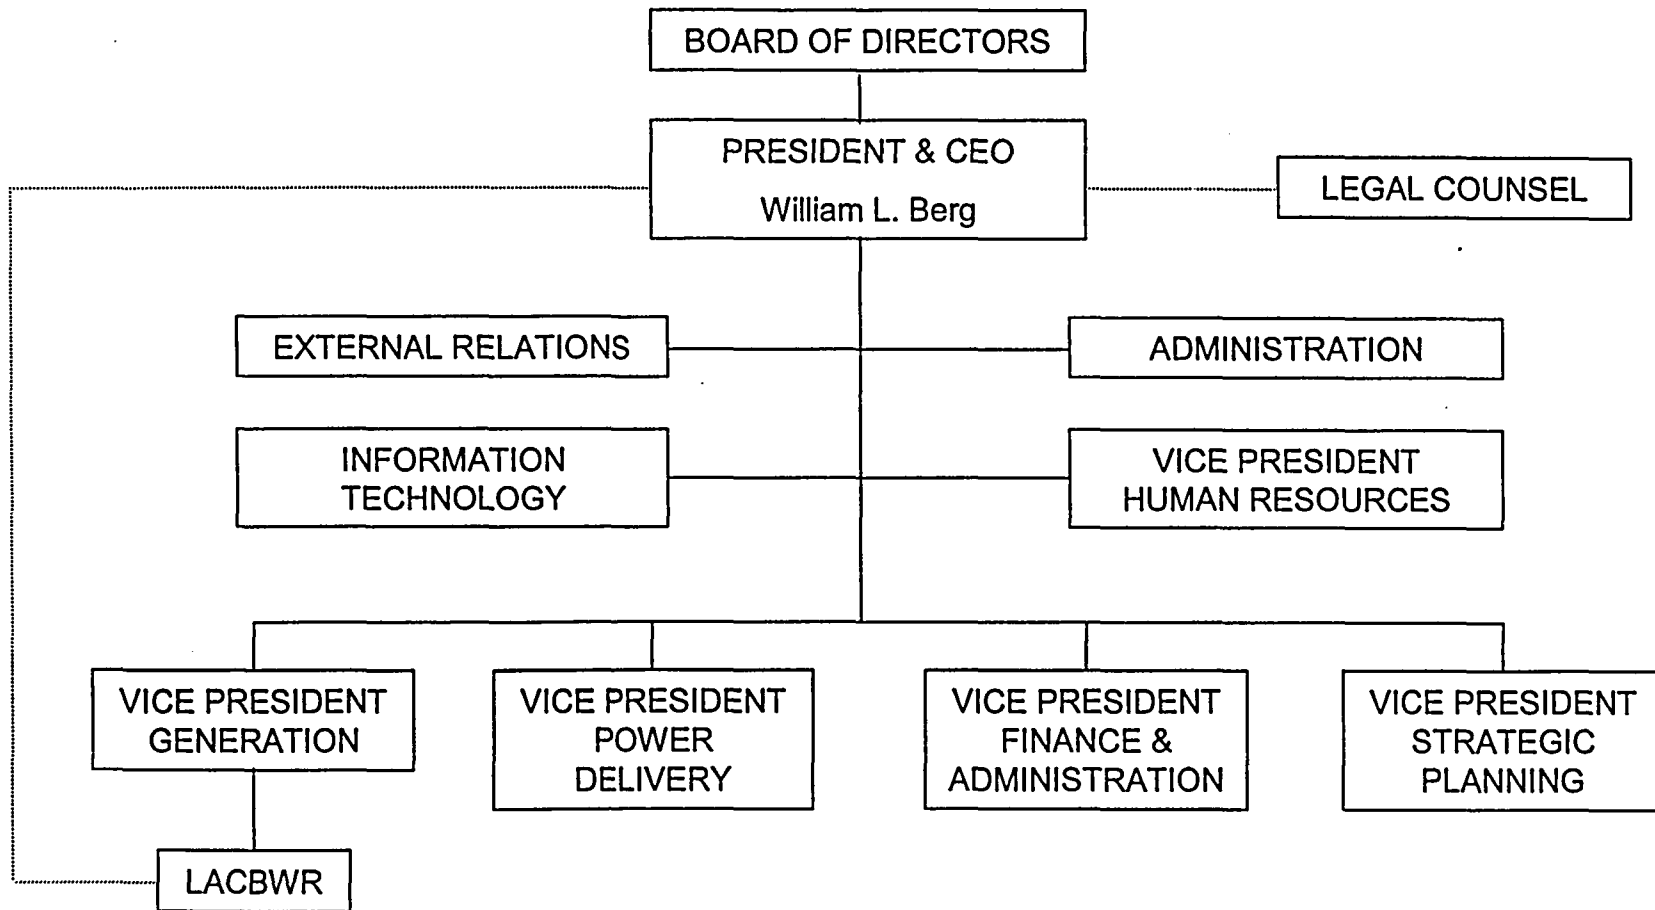 BOARD OF DIRECTORS
PRESIDENT & CEO
William L. Berg
LEGAL COUNSEL
EXTERNAL RELATIONS
ADMINISTRATION
INFORMATION
TECHNOLOGY
VICE PRESIDENT
HUMAN RESOURCES
VICE PRESIDENT
GENERATION
VICE PRESIDENT
POWER
DELIVERY
VICE PRESIDENT
FINANCE &
ADMINISTRATION
VICE PRESIDENT
STRATEGIC
PLANNING
LACBWR